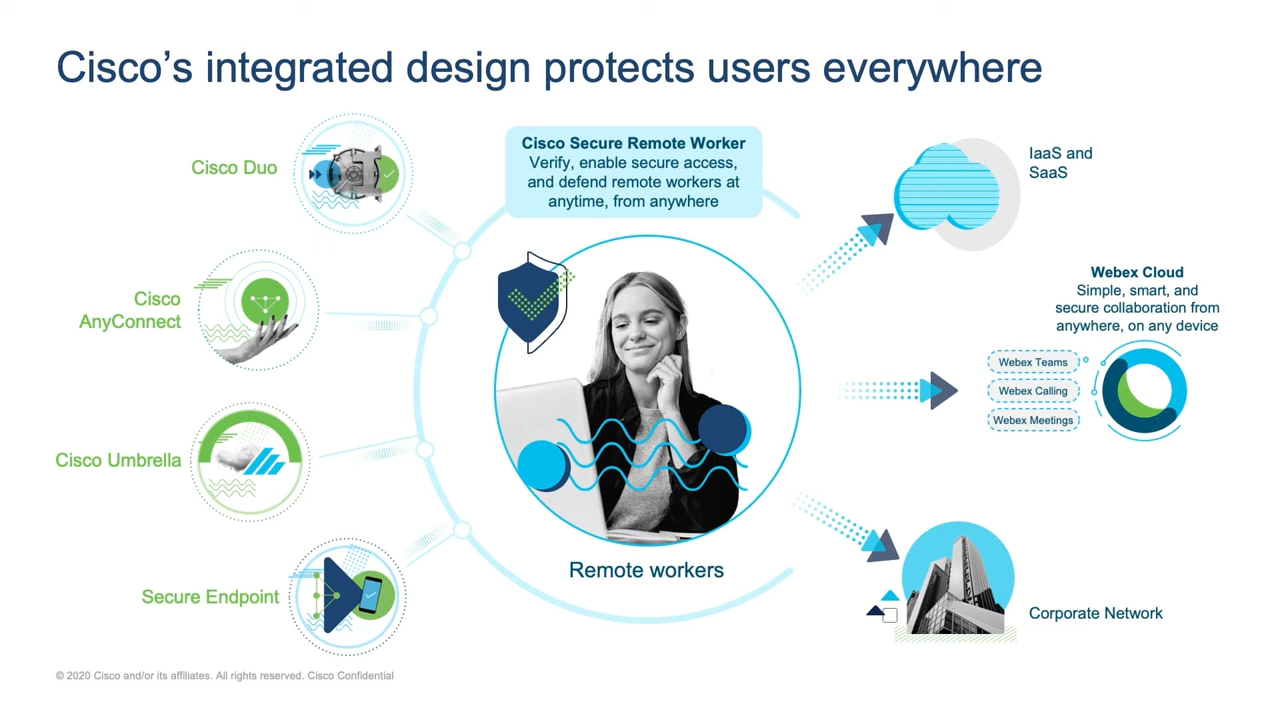 Cisco’s integrated design protects users everywhere
Cisco Duo
Cisco
AnyConnect
Cisco Umbrella
Secure Endpoint
Cisco Secure Remote Worker
Verify, enable secure access,
and defend remote workers at
anytime, from anywhere
Remote workers
IaaS and
SaaS
Webex Cloud
Simple, smart, and
secure collaboration from
anywhere, on any device
Webex Teams
Webex Calling
Webex Meetings
Corporate Network
© 2020 Cisco and/or its affiliates. All rights reserved. Cisco Confidential